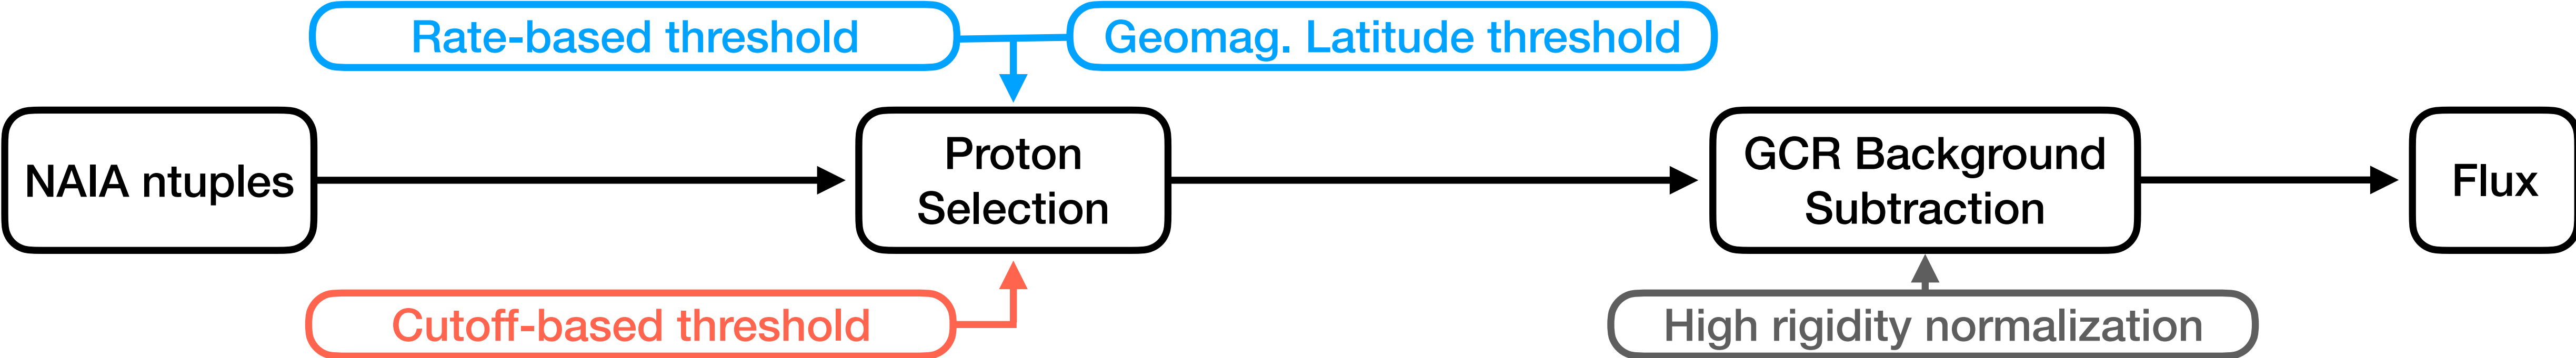 Rate-based threshold
Geomag. Latitude threshold
NAIA ntuples
Proton
Selection
GCR Background
Subtraction
Flux
Cutoff-based threshold
High rigidity normalization